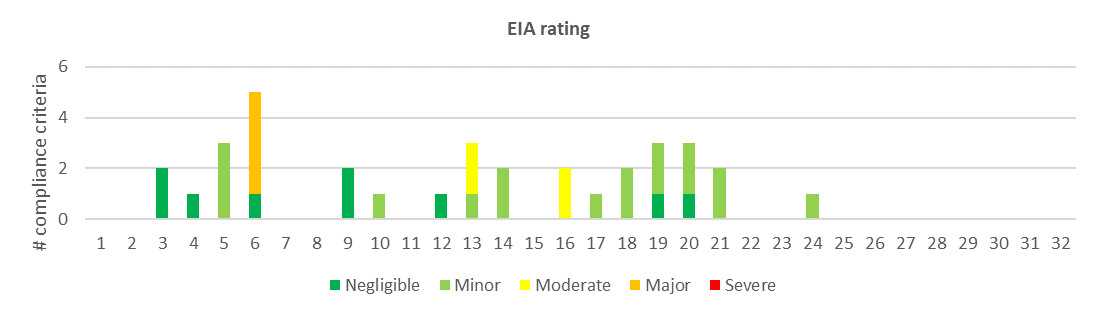 EIA rating
# compliance criteria
6
4
2
0
1 2 3 4 5 6 7 8 9 10 11 12 13 14 15 16 17 18 19 20 21 22 23 24 25 26 27 28 29 30 31 32
Negligible Minor Moderate Major Severe